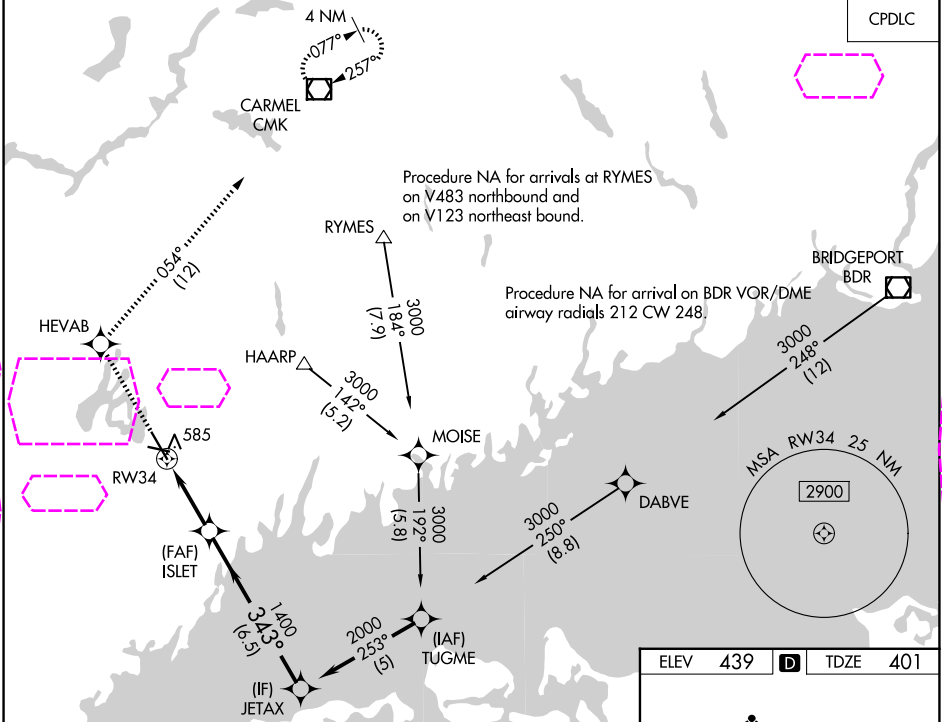 CPDLC
4 NM
077°
257°
CARMEL
CMK
Procedure NA for arrivals at RYMES
on V483 northbound and
on V123 northeast bound.
RYMES
054°
(12)
3000
184°
(7.9)
BRIDGEPORT
BDR
Procedure NA for arrival on BDR VOR/DME
airway radials 212 CW 248.
HEVAB
HAARP
3000
142°
(5.2)
3000
248°
(12)
585
RW34
MOISE
MSA RW34 25 NM
2900
DABVE
3000
192°
(5.8)
3000
250°
(8.8)
(FAF)
ISLET
1400
343°
(6.5)
2000
253°
(5)
(IAF)
TUGME
(IF)
JETAX
ELEV 439 D TDZE 401